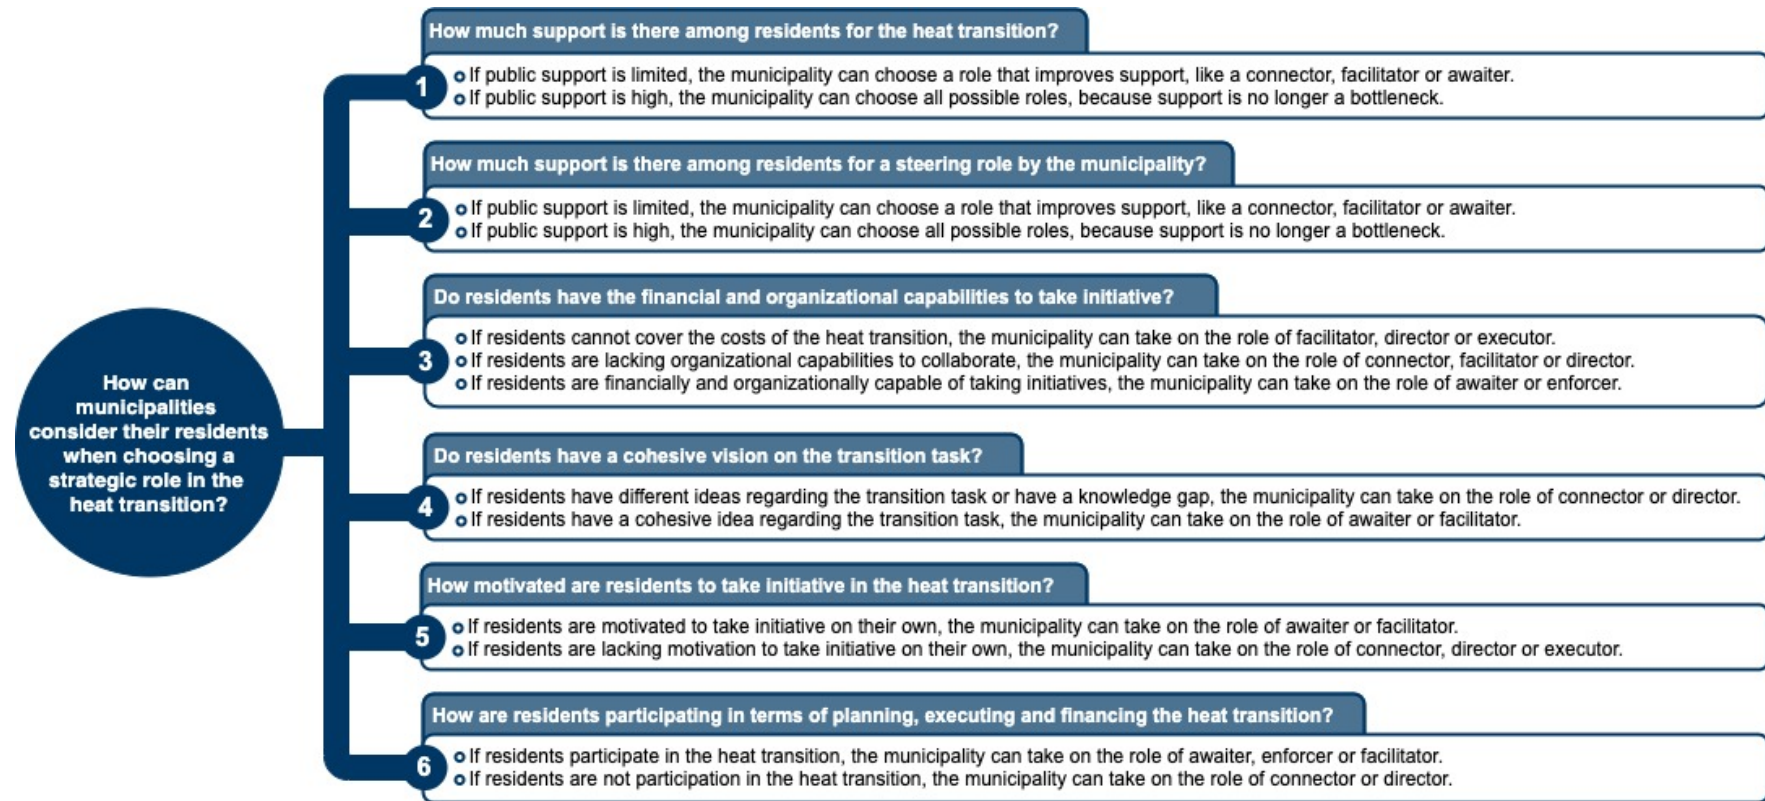 How can
municipalities
consider their residents
when choosing a
strategic role in the
heat transition?
How much support is there among residents for the heat transition?
1
If public support is limited, the municipality can choose a role that improves support, like a connector, facilitator or awaiter.
If public support is high, the municipality can choose all possible roles, because support is no longer a bottleneck.
How much support is there among residents for a steering role by the municipality?
2
If public support is limited, the municipality can choose a role that improves support, like a connector, facilitator or awaiter.
If public support is high, the municipality can choose all possible roles, because support is no longer a bottleneck.
Do residents have the financial and organizational capabilities to take initiative?
3
If residents cannot cover the costs of the heat transition, the municipality can take on the role of facilitator, director or executor.
If residents are lacking organizational capabilities to collaborate, the municipality can take on the role of connector, facilitator or director.
If residents are financially and organizationally capable of taking initiatives, the municipality can take on the role of awaiter or enforcer.
Do residents have a cohesive vision on the transition task?
4
If residents have different ideas regarding the transition task or have a knowledge gap, the municipality can take on the role of connector or director.
If residents have a cohesive idea regarding the transition task, the municipality can take on the role of awaiter or facilitator.
How motivated are residents to take initiative in the heat transition?
5
If residents are motivated to take initiative on their own, the municipality can take on the role of awaiter or facilitator.
If residents are lacking motivation to take initiative on their own, the municipality can take on the role of connector, director or executor.
How are residents participating in terms of planning, executing and financing the heat transition?
6
If residents participate in the heat transition, the municipality can take on the role of awaiter, enforcer or facilitator.
If residents are not participation in the heat transition, the municipality can take on the role of connector or director.